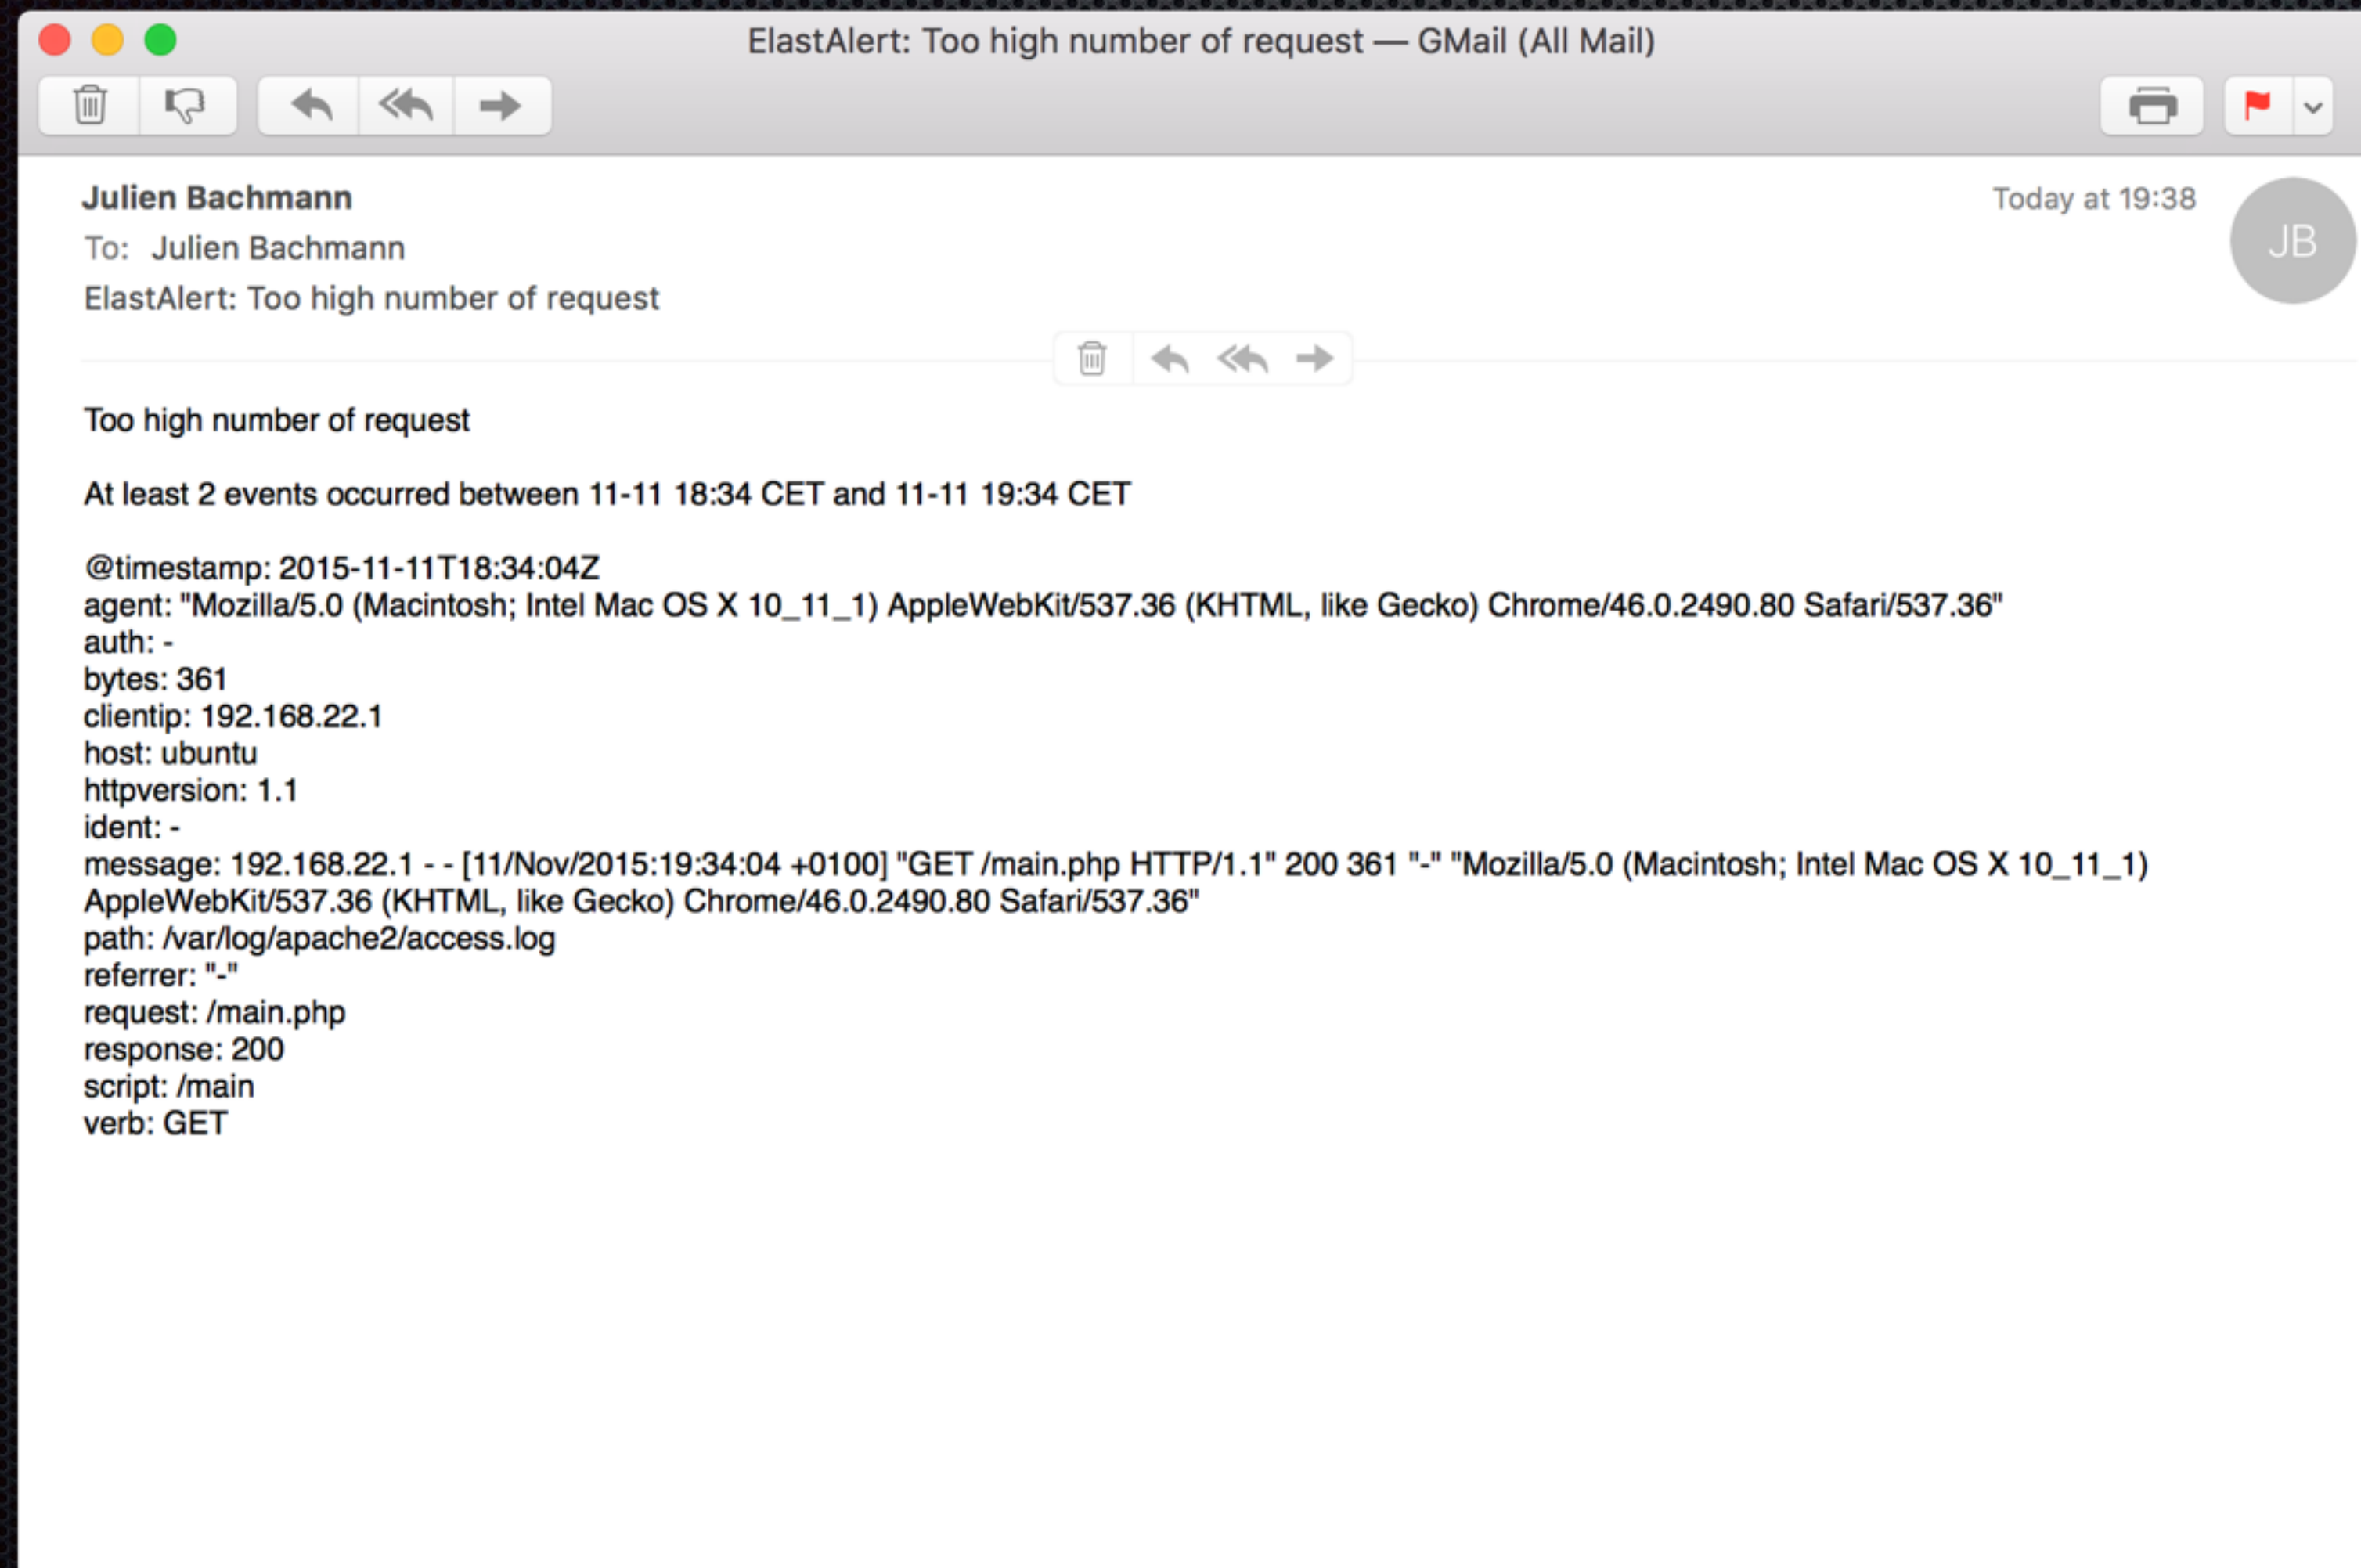 ElastAlert: Too high number of request — GMail (All Mail)
Julien Bachmann
Today at 19:38
JB
To: Julien Bachmann
ElastAlert: Too high number of request
Too high number of request
At least 2 events occurred between 11-11 18:34 CET and 11-11 19:34 CET
@timestamp: 2015-11-11T18:34:04Z
agent: "Mozilla/5.0 (Macintosh; Intel Mac OS X 10_11_1) AppleWebKit/537.36 (KHTML, like Gecko) Chrome/46.0.2490.80 Safari/537.36"
auth: -
bytes: 361
clientip: 192.168.22.1
host: ubuntu
httpversion: 1.1
ident: -
message: 192.168.22.1 - - [11/Nov/2015:19:34:04 +0100] "GET /main.php HTTP/1.1" 200 361 "-" "Mozilla/5.0 (Macintosh; Intel Mac OS X 10_11_1)
AppleWebKit/537.36 (KHTML, like Gecko) Chrome/46.0.2490.80 Safari/537.36"
path: /var/log/apache2/access.log
referrer: "-"
request: /main.php
response: 200
script: /main
verb: GET